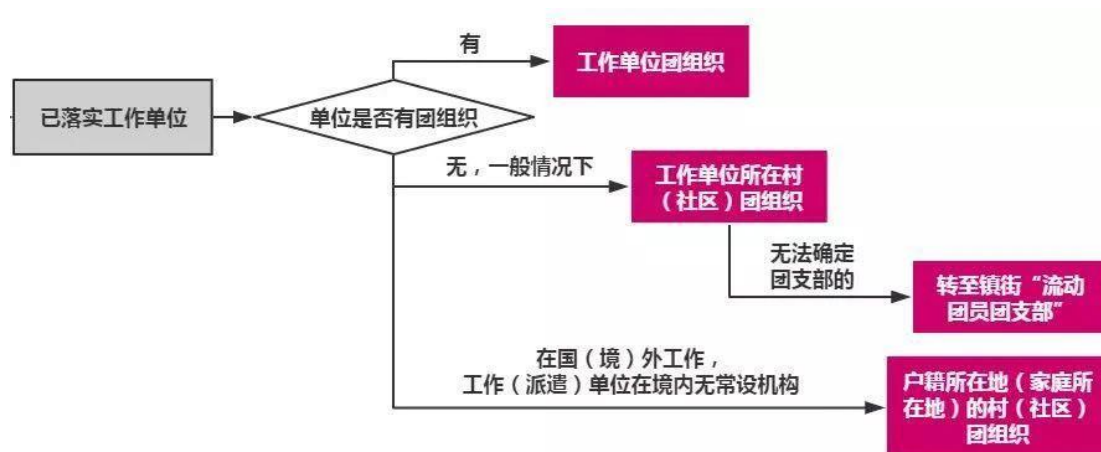 有
工作单位团组织
已落实工作单位
单位是否有团组织
无，一般情况下
工作单位所在村
（社区）团组织
无法确定
团支部的
转至镇街“流动
团员团支部”
在国（境）外工作，
工作（派遣）单位在境内无常设机构
户籍所在地（家庭所
在地）的村（社区）
团组织